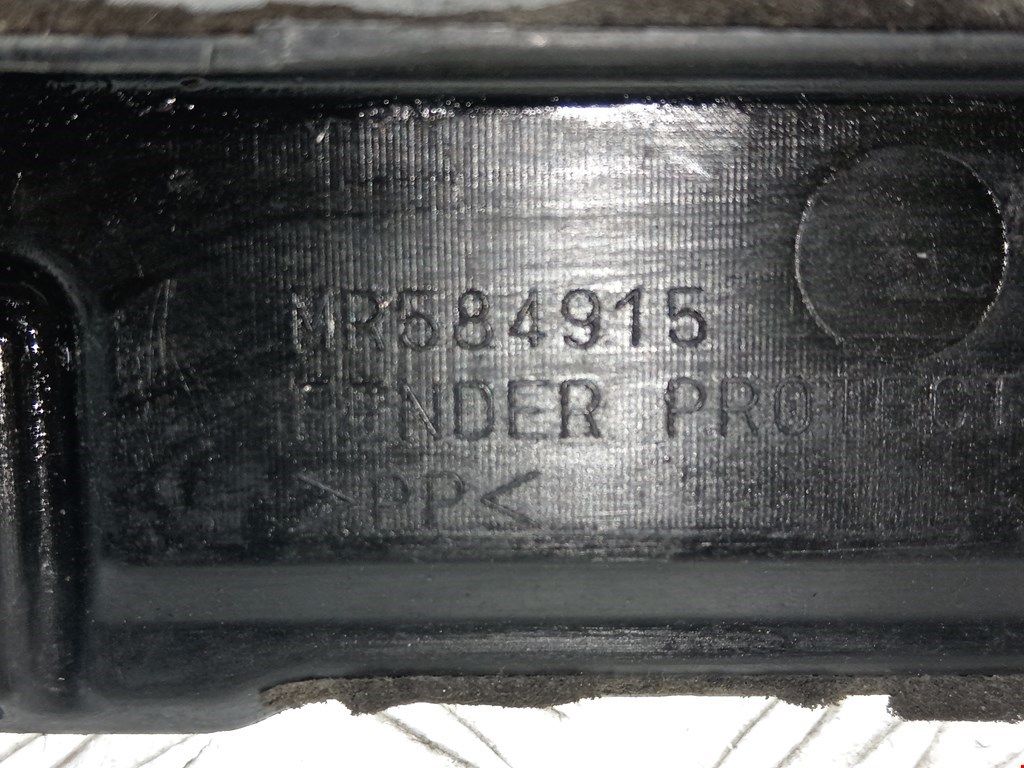 MR584915
FENDER PROTECT
>PP<